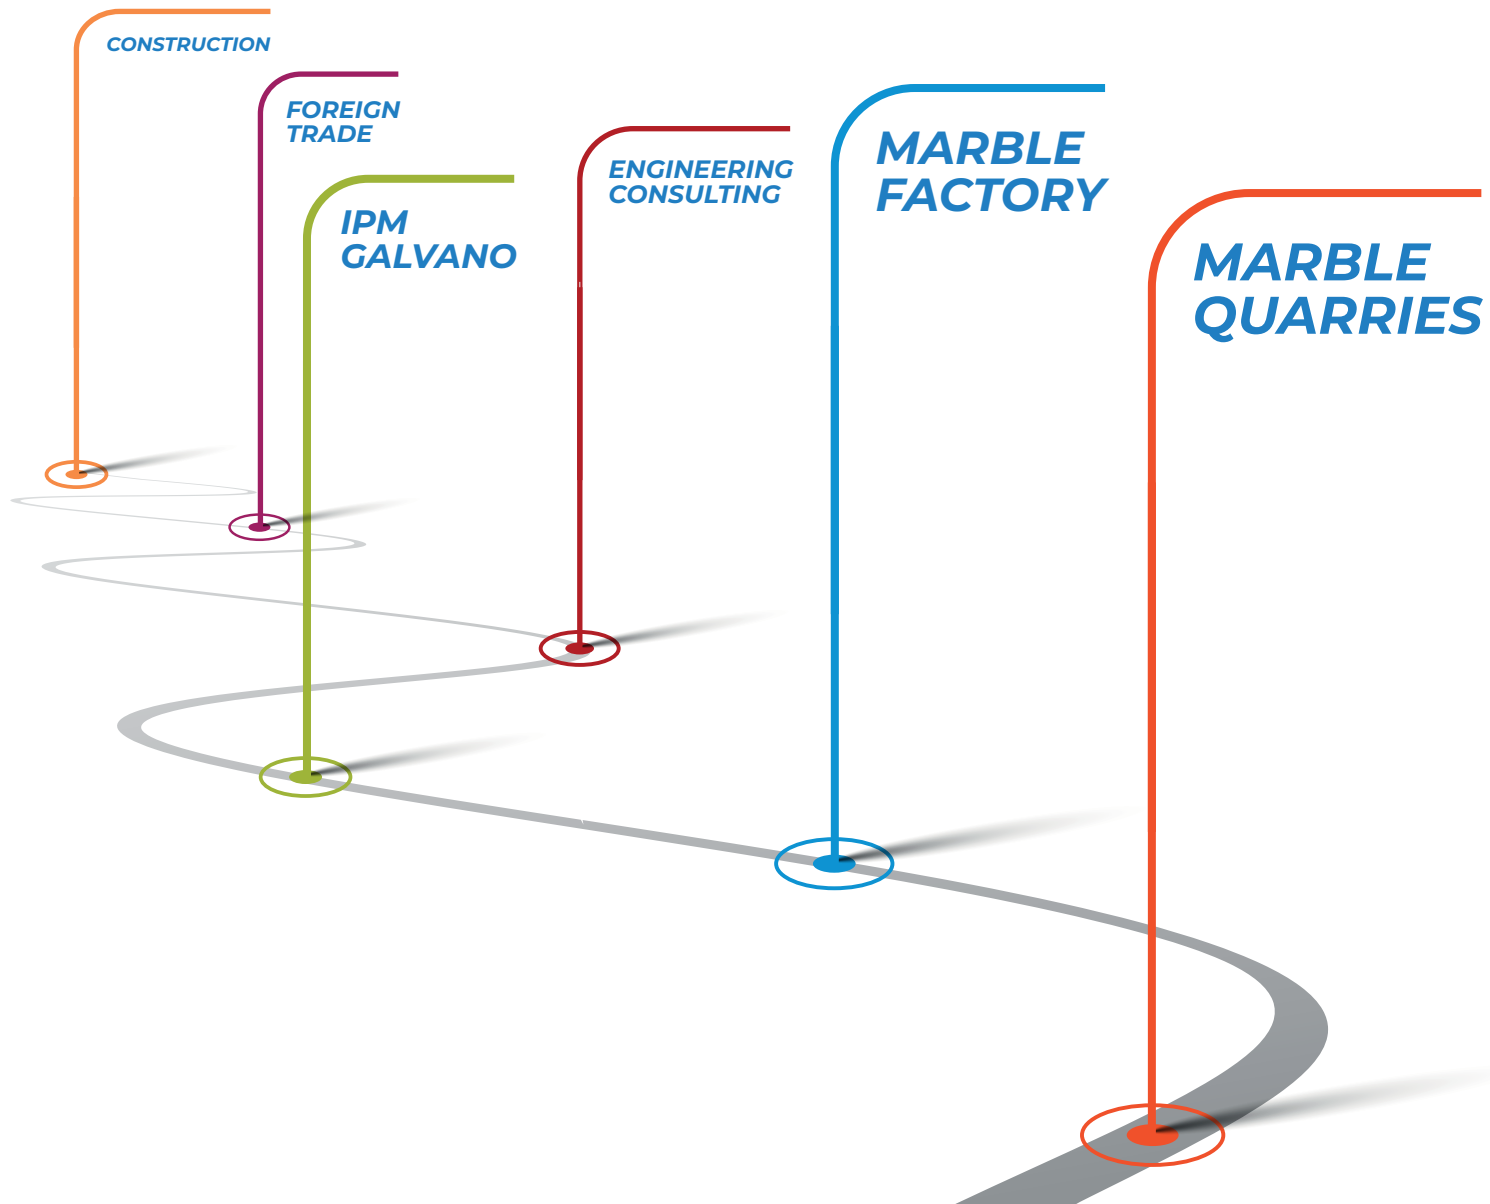 CONSTRUCTION
FOREIGN
TRADE
IPM
GALVANO
ENGINEERING
CONSULTING
MARBLE
FACTORY
MARBLE
QUARRIES